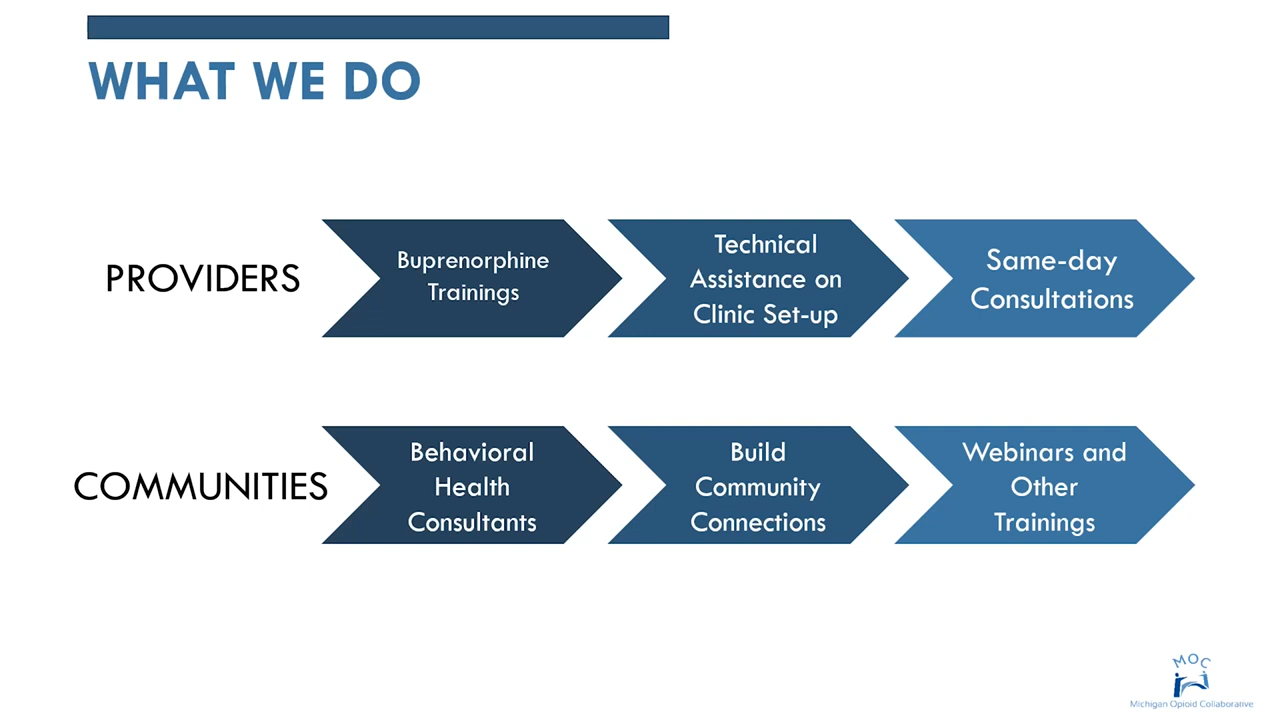 WHAT WE DO
PROVIDERS
Buprenorphine
Trainings
Technical
Assistance on
Clinic Set-up
Same-day
Consultations
COMMUNITIES
Behavioral
Health
Consultants
Build
Community
Connections
Webinars and
Other
Trainings
MOC
Michigan Opioid Collaborative